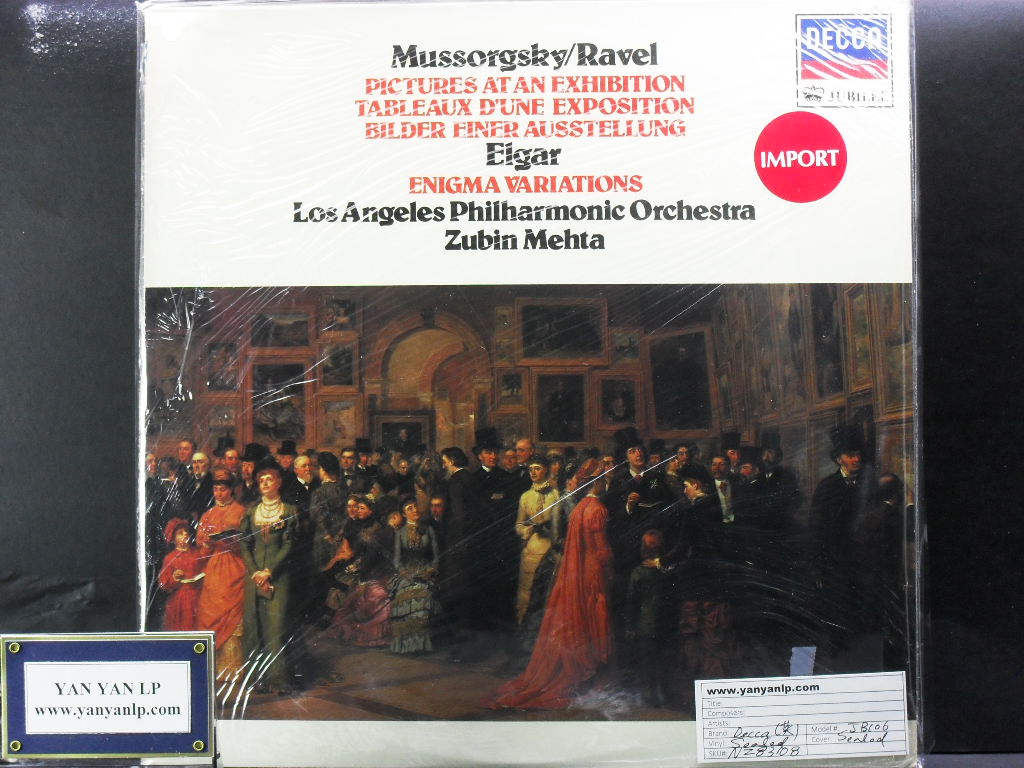 Mussorgsky/Ravel
PICTURES AT AN EXHIBITION
TABLEAUX D'UNE EXPOSITION
BILDER EINER AUSSTELLUNG
Elgar
ENIGMA VARIATIONS
Los Angeles Philharmonic Orchestra
Zubin Mehta
DECCA
JUBILEE
IMPORT
YAN YAN LP
www.yanyanlp.com
www.yanyanlp.com
Title:
Composers:
Artists:
Brand: Decca (英) Model#: JB106
Vinyl: Sealed Cover: Sealed
SKU#: NZ83108